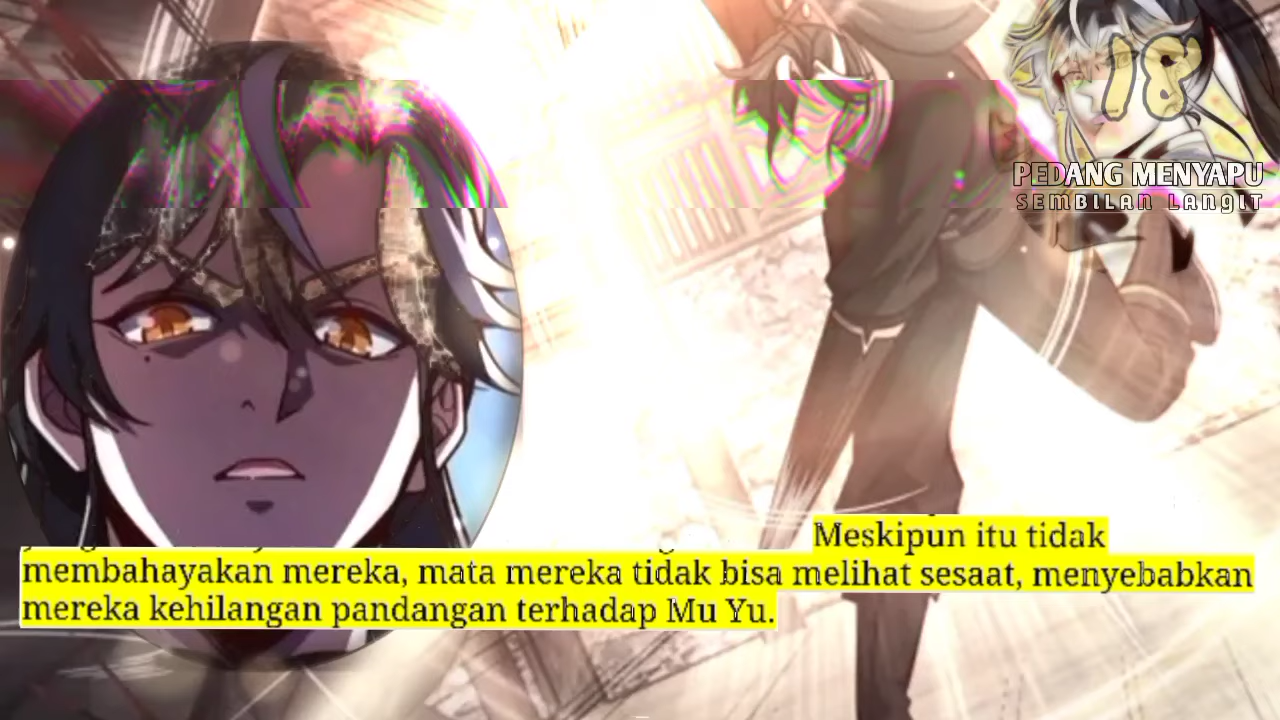 18
PEDANG MENYAPU
SEMBILAN LANGIT
Meskipun itu tidak
membahayakan mereka, mata mereka tidak bisa melihat sesaat, menyebabkan
mereka kehilangan pandangan terhadap Mu Yu.